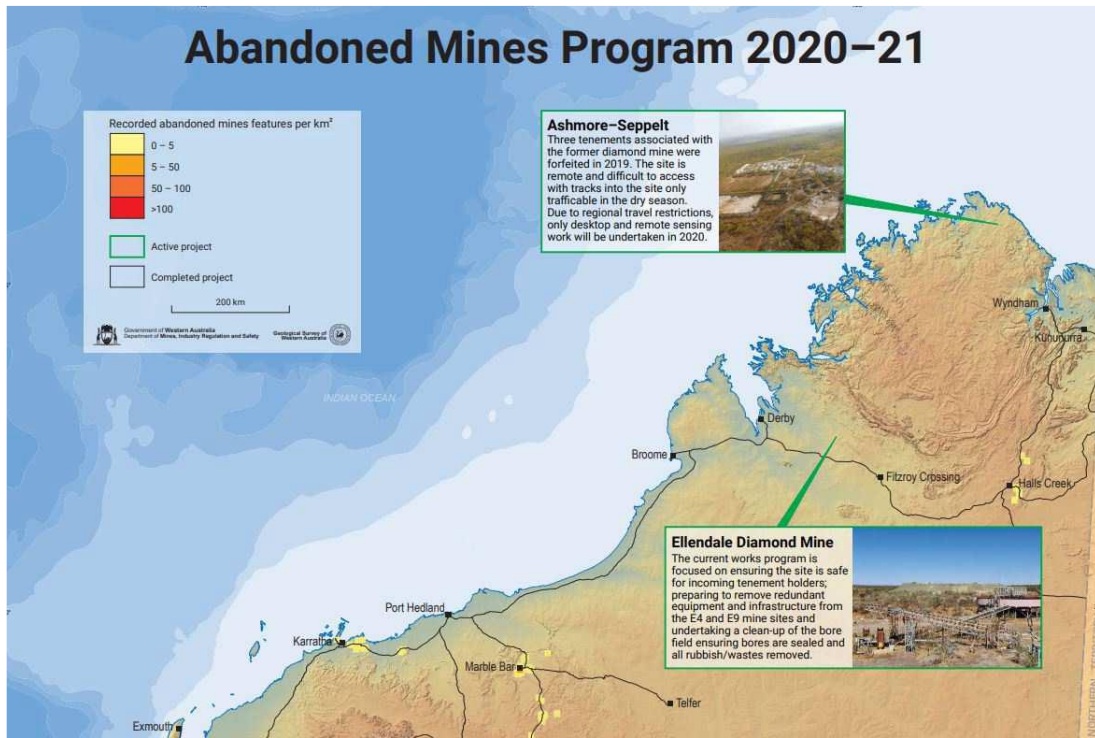 Abandoned Mines Program 2020–21
Recorded abandoned mines features per km²
0 – 5
5 – 50
50 – 100
>100
Active project
Completed project
200 km
Government of Western Australia
Department of Mines, Industry Regulation and Safety
Geological Survey of
Western Australia
Ashmore–Seppelt
Three tenements associated with
the former diamond mine were
forfeited in 2019. The site is
remote and difficult to access
with tracks into the site only
trafficable in the dry season.
Due to regional travel restrictions,
only desktop and remote sensing
work will be undertaken in 2020.
INDIAN OCEAN
Wyndham
Kununurra
Derby
Broome
Fitzroy Crossing
Halls Creek
Ellendale Diamond Mine
The current works program is
focused on ensuring the site is safe
for incoming tenement holders;
preparing to remove redundant
equipment and infrastructure from
the E4 and E9 mine sites and
undertaking a clean-up of the bore
field ensuring bores are sealed and
all rubbish/wastes removed.
Port Hedland
Karratha
Marble Bar
Telfer
Exmouth
NORTHERN